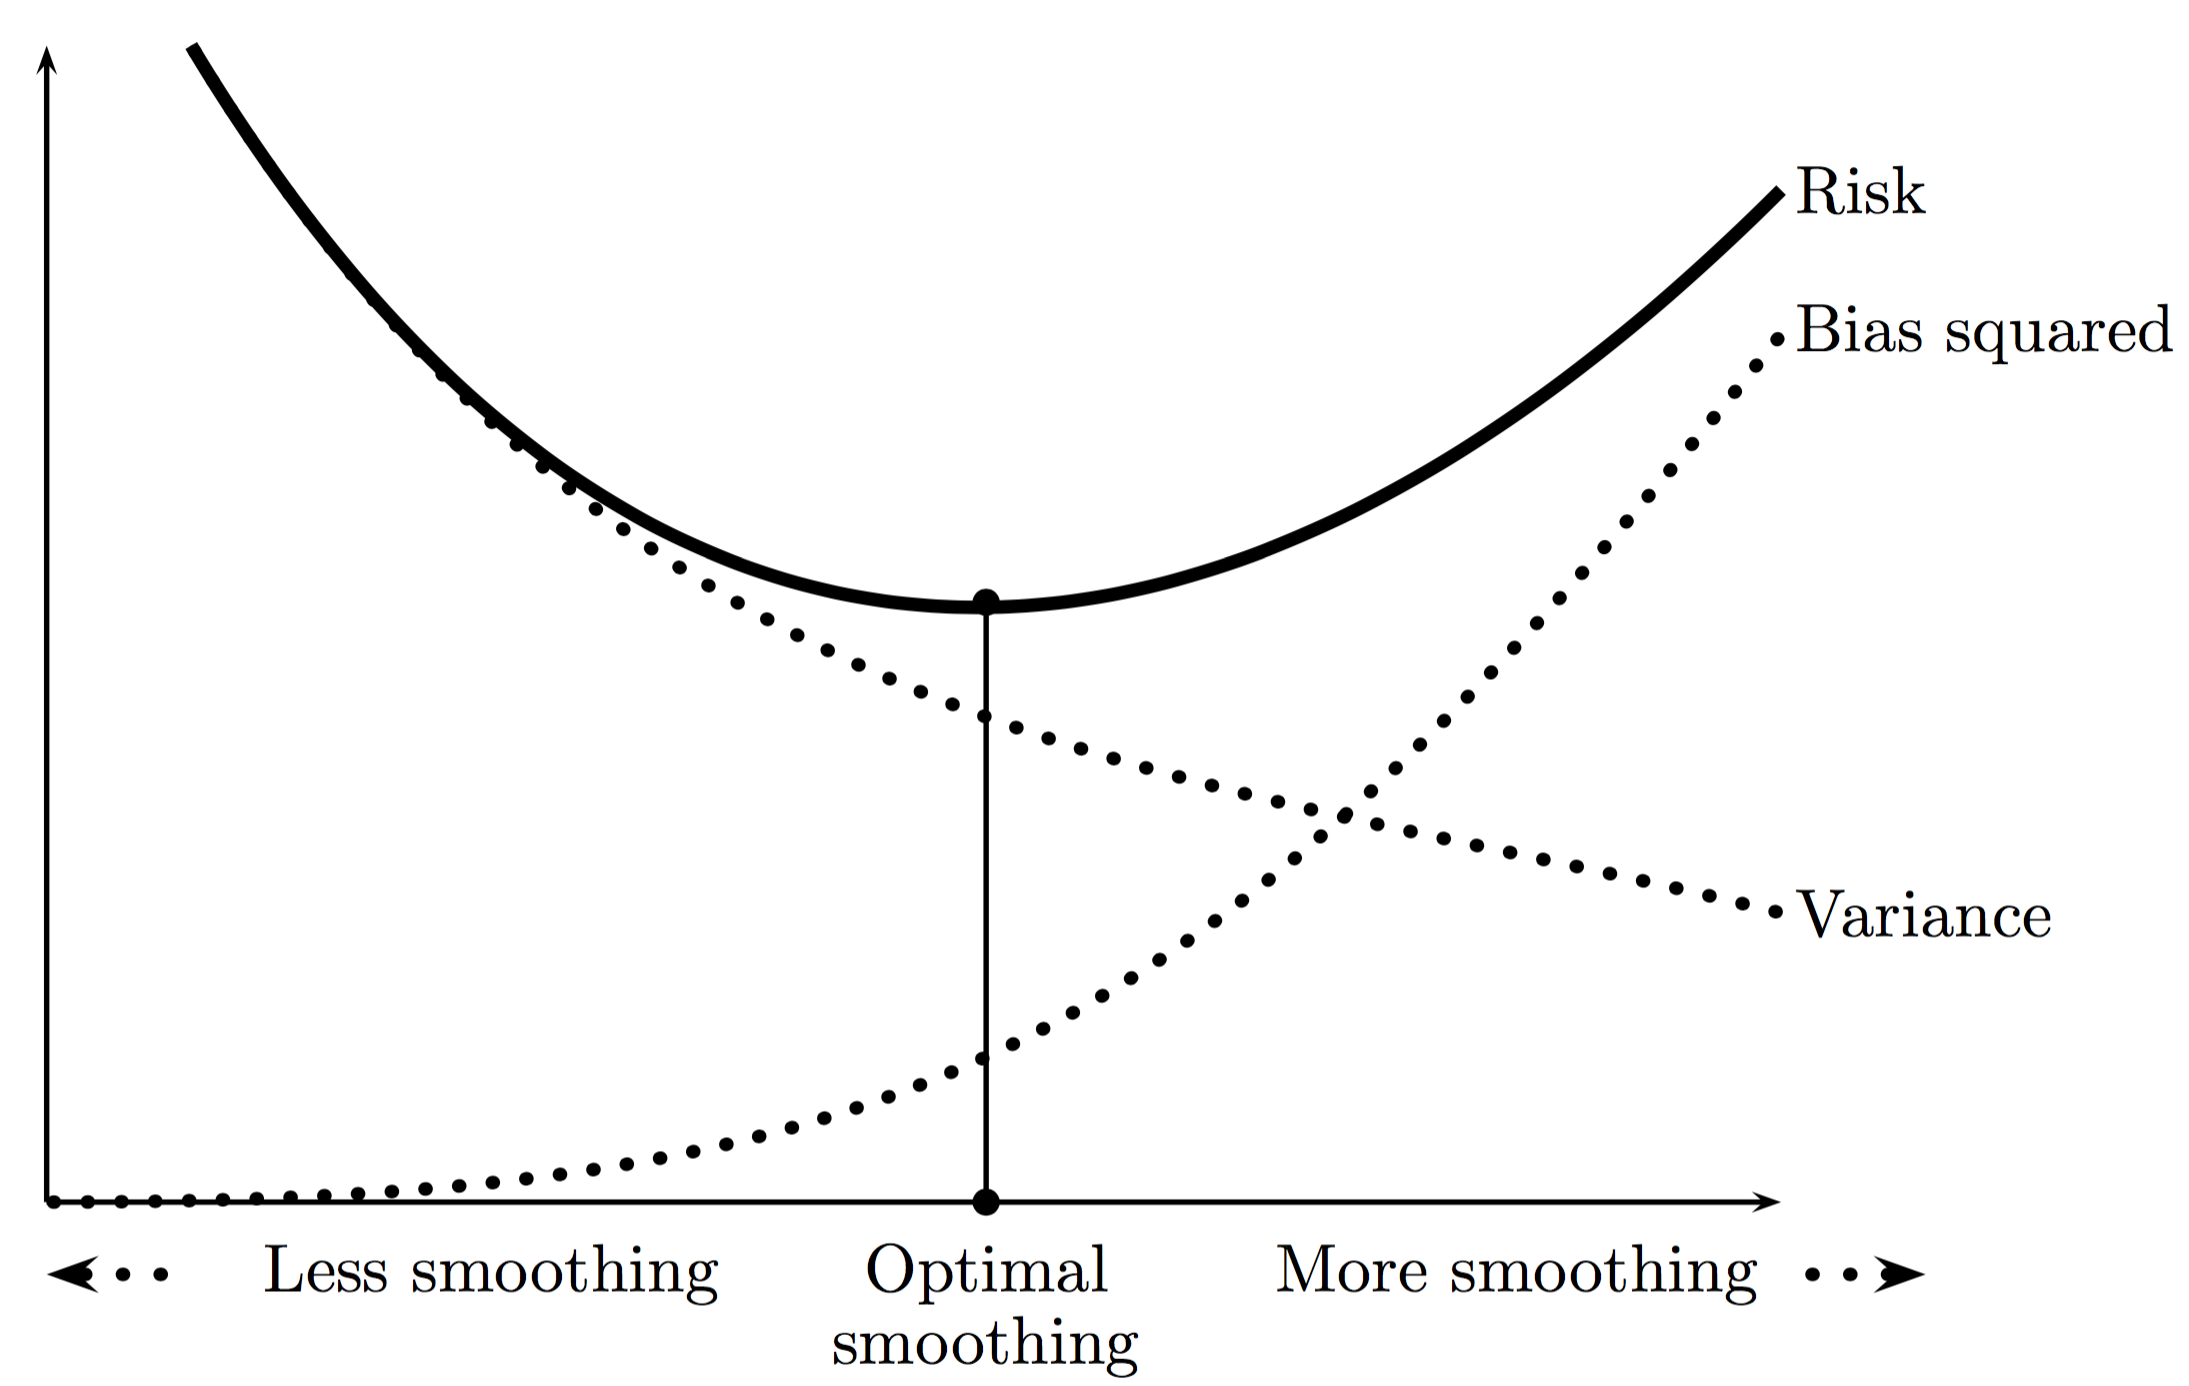 Risk
Bias squared
Variance
Less smoothing
Optimal
smoothing
More smoothing